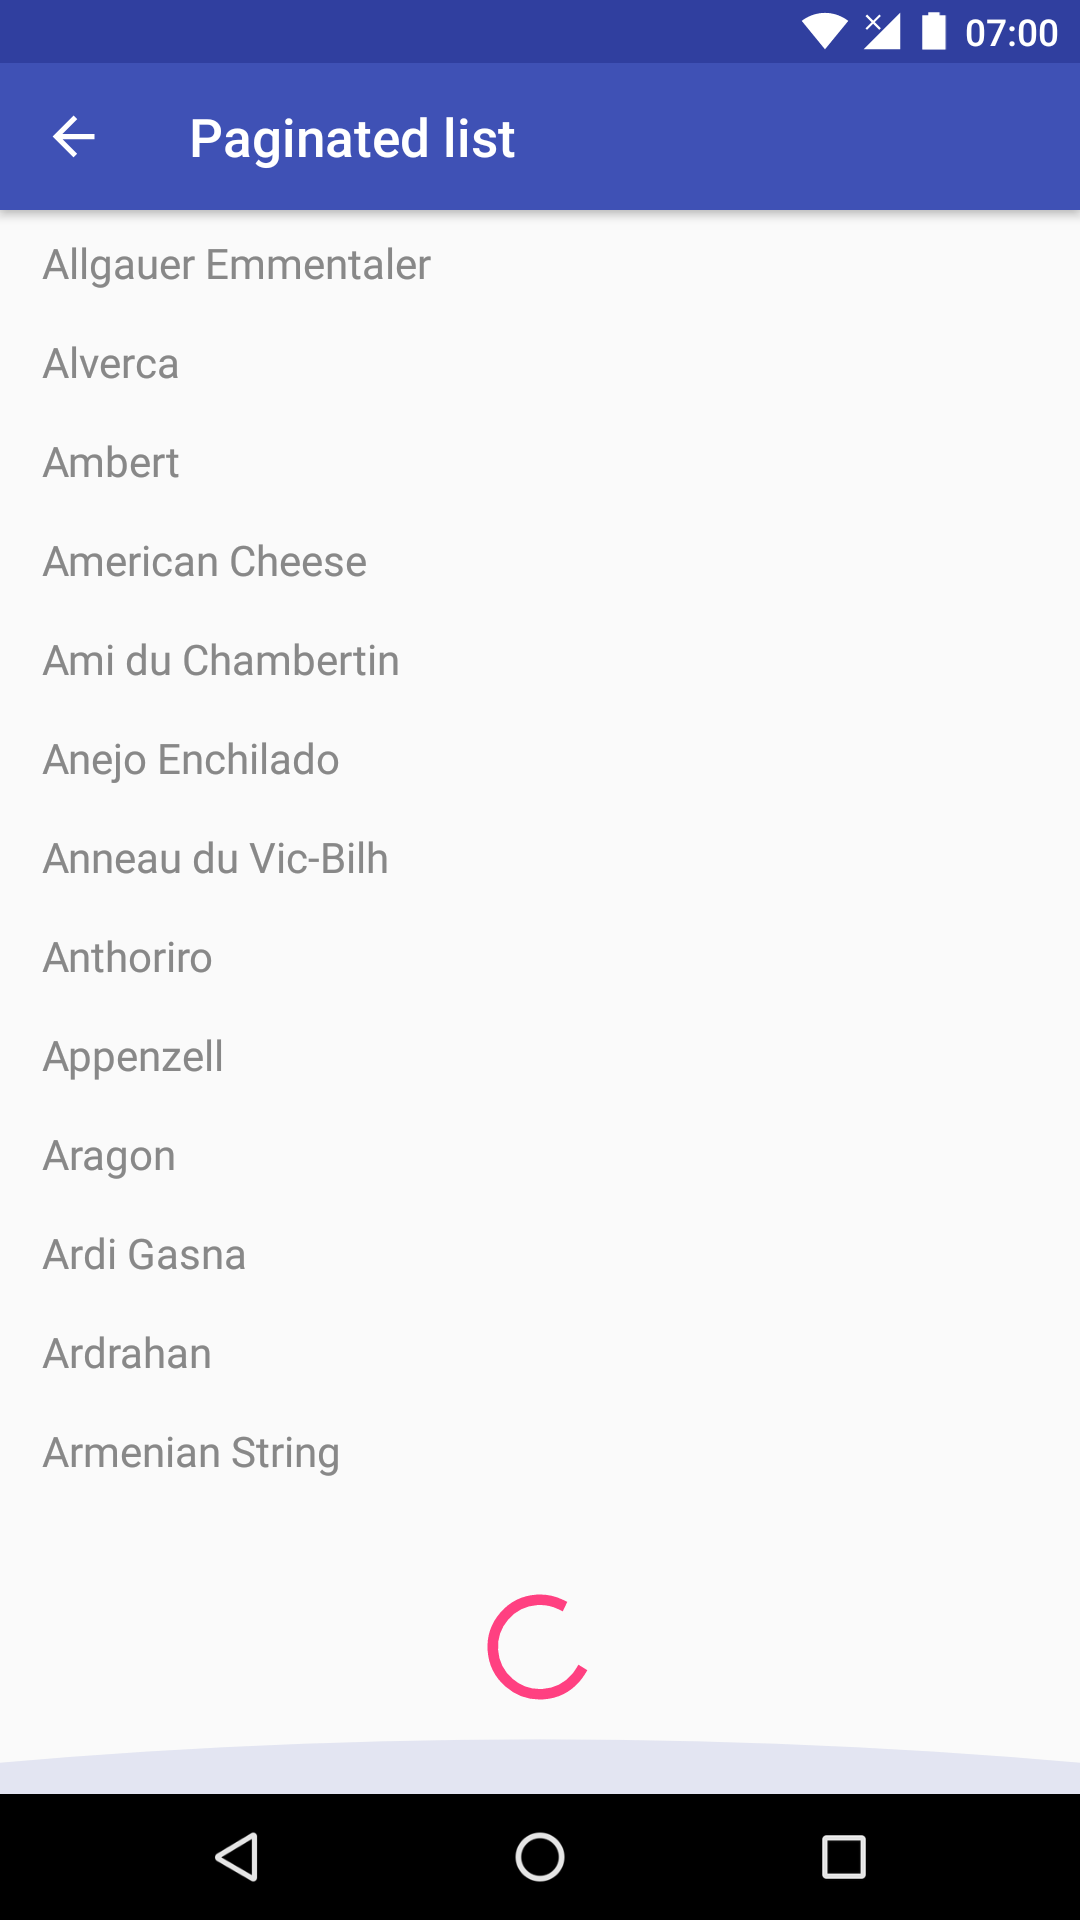 07:00
Paginated list
Allgauer Emmentaler
Alverca
Ambert
American Cheese
Ami du Chambertin
Anejo Enchilado
Anneau du Vic-Bilh
Anthoriro
Appenzell
Aragon
Ardi Gasna
Ardrahan
Armenian String